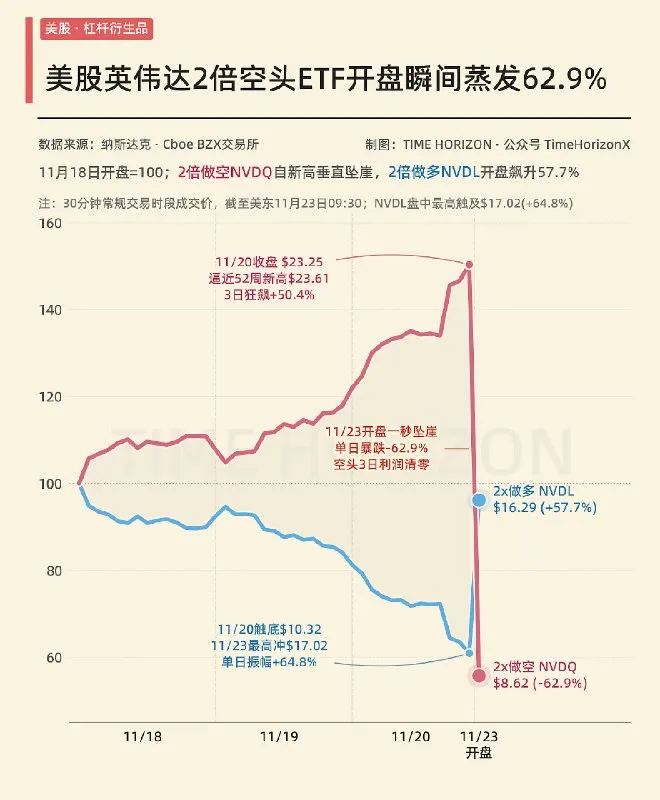 美股·杠杆衍生品
美股英伟达2倍空头ETF开盘瞬间蒸发62.9%
数据来源：纳斯达克·Cboe BZX交易所
制图：TIME HORIZON·公众号 TimeHorizonX
11月18日开盘=100；2倍做空NVDQ自新高垂直坠崖，2倍做多NVDL开盘飙升57.7%
注：30分钟常规交易时段成交价，截至美东11月23日09:30；NVDL盘中最高触及$17.02(+64.8%)
160
11/20收盘 $23.25
逼近52周新高$23.61
3日狂飙+50.4%
140
120
11/23开盘一秒坠崖
单日暴跌-62.9%
空头3日利润清零
TIME HORIZON
100
2x做多 NVDL
$16.29 (+57.7%)
80
11/20触底$10.32
11/23最高冲$17.02
单日振幅+64.8%
60
2x做空 NVDQ
$8.62 (-62.9%)
11/18
11/19
11/20
11/23
开盘